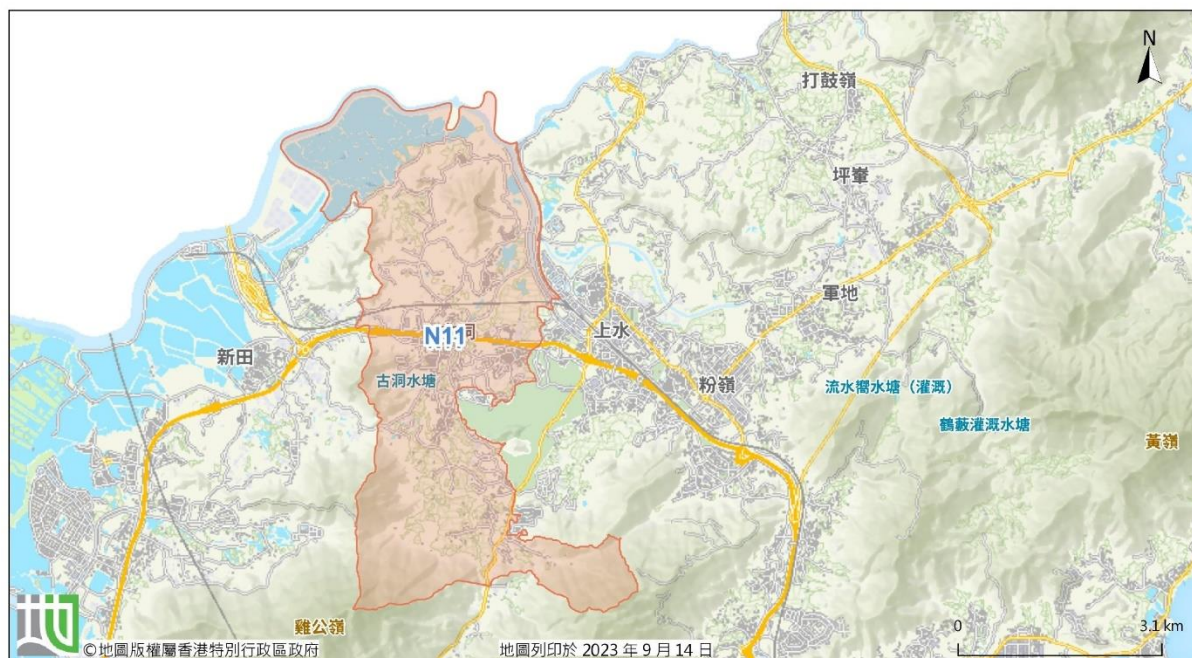 N
打鼓嶺
坪輋
軍地
N11
洞
上水
新田
古洞水塘
粉嶺
流水響水塘（灌溉）
鶴藪灌溉水塘
黃嶺
雞公嶺
©地圖版權屬香港特別行政區政府
地圖列印於 2023 年 9 月 14 日
0
3.1 km